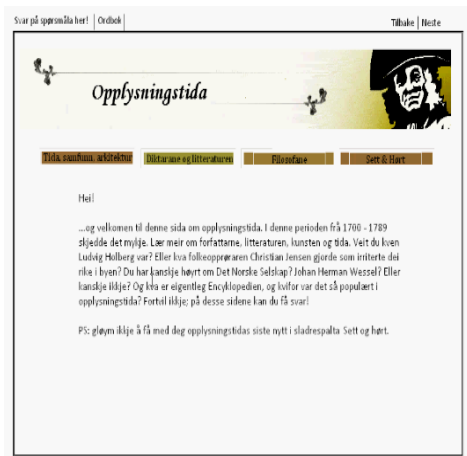 Svar på spørsmåla her! Ordbok Tilbake Neste
Opplysningstida
Tida, samfunn, arkitektur Diktarane og litteraturen Filosofane Sett & Hørt
Hei!
...og velkomen til denne sida om opplysningstida. I denne perioden frå 1700 - 1789
skjedde det mykje. Lær meir om forfattarne, litteraturen, kunsten og tida. Veit du kven
Ludvig Holberg var? Eller kva folkeopprøraren Christian Jensen gjorde som irriterte dei
rike i byen? Du har kanskje høyrt om Det Norske Selskap? Johan Herman Wessel? Eller
kanskje ikkje? Og kva er eigentleg Encyklopedien, og kvifor var det så populært i
opplysningstida? Fortvil ikkje; på desse sidene kan du få svar!
PS: gløym ikkje å få med deg opplysningstidas siste nytt i sladrespalta Sett og hørt.